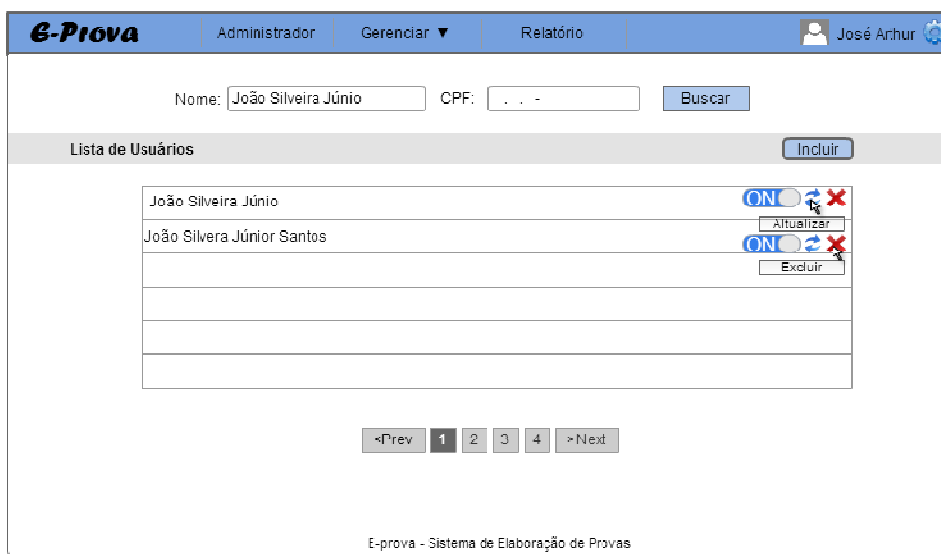 E-Prova Administrador Gerenciar ▼ Relatório José Arthur
Nome: João Silveira Júnio CPF: . . - Buscar
Lista de Usuários Incluir
João Silveira Júnio ON
Altualizar
João Silvera Júnior Santos ON
Excluir
<Prev 1 2 3 4 >Next
E-prova - Sistema de Elaboração de Provas